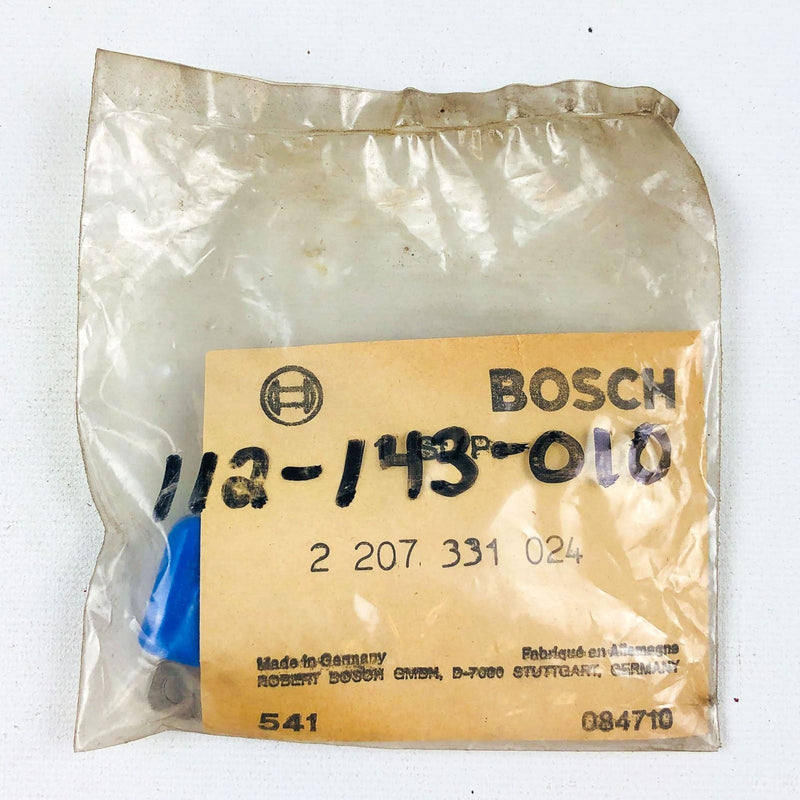 BOSCH
112-143-010
2 207 331 024
Made in Germany Fabriqué en Allemagne
ROBERT BOSCH GMBH, D-7000 STUTTGART, GERMANY
541 084710